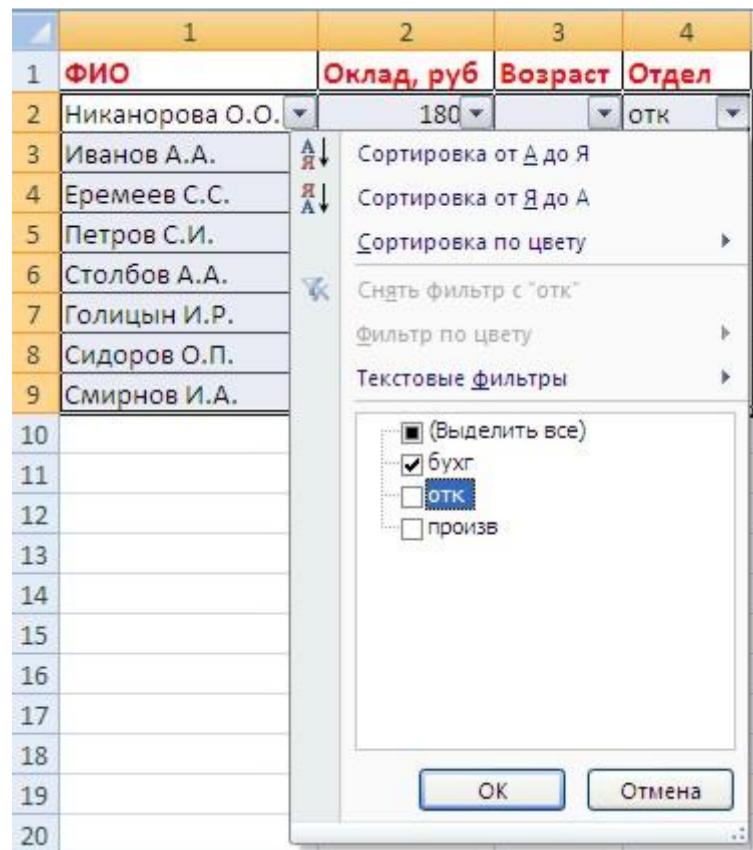 1 2 3 4
1 ФИО Оклад, руб Возраст Отдел
2 Никанорова О.О. 180 отк
3 Иванов А.А.
4 Еремеев С.С.
5 Петров С.И.
6 Столбов А.А.
7 Голицын И.Р.
8 Сидоров О.П.
9 Смирнов И.А.
10
11
12
13
14
15
16
17
18
19
20
А Я Сортировка от А до Я
Я А Сортировка от Я до А
Сортировка по цвету
Снять фильтр с "отк"
Фильтр по цвету
Текстовые фильтры
(Выделить все)
бухг
отк
произв
ОК Отмена